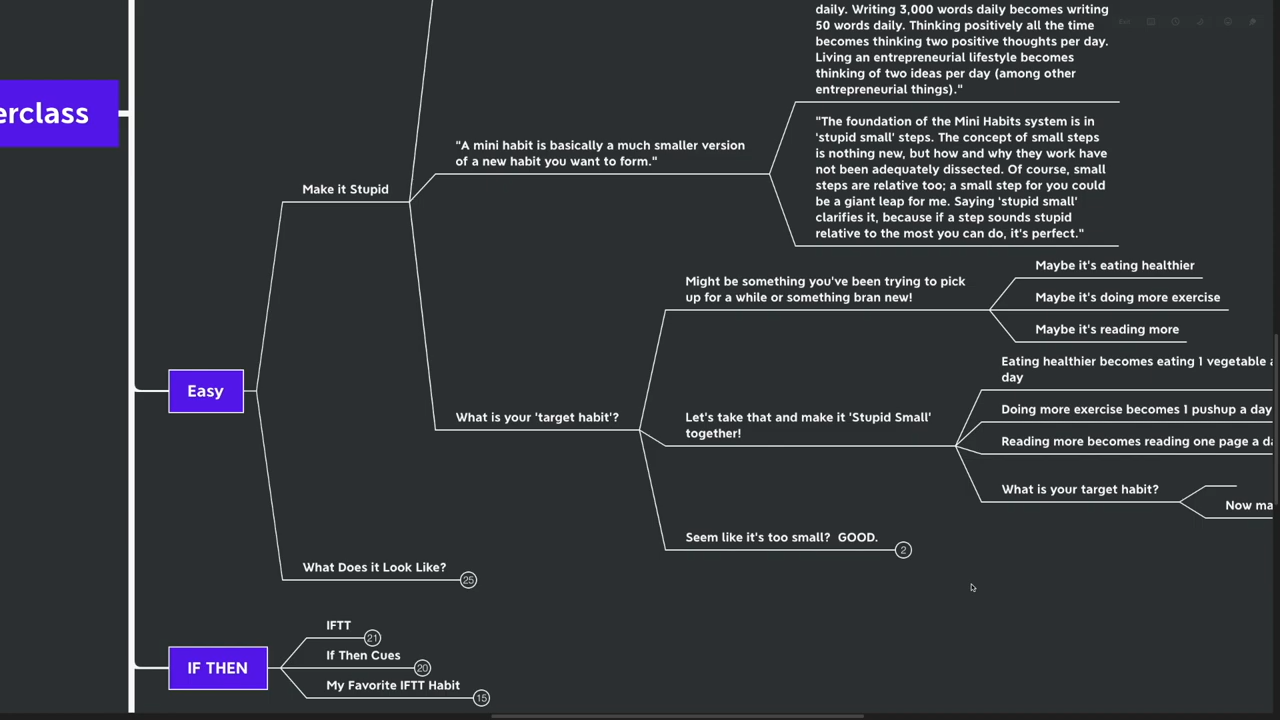 daily. Writing 3,000 words daily becomes writing
50 words daily. Thinking positively all the time
becomes thinking two positive thoughts per day.
Living an entrepreneurial lifestyle becomes
thinking of two ideas per day (among other
entrepreneurial things)."
erclass
"A mini habit is basically a much smaller version
of a new habit you want to form."
"The foundation of the Mini Habits system is in
'stupid small' steps. The concept of small steps
is nothing new, but how and why they work have
not been adequately dissected. Of course, small
steps are relative too; a small step for you could
be a giant leap for me. Saying 'stupid small'
clarifies it, because if a step sounds stupid
relative to the most you can do, it's perfect."
Make it Stupid
Might be something you've been trying to pick
up for a while or something bran new!
Maybe it's eating healthier
Maybe it's doing more exercise
Maybe it's reading more
Easy
What is your 'target habit'?
Let's take that and make it 'Stupid Small'
together!
Eating healthier becomes eating 1 vegetable a
day
Doing more exercise becomes 1 pushup a day
Reading more becomes reading one page a da
What is your target habit?
Now ma
Seem like it's too small?  GOOD.
2
What Does it Look Like?
25
IF THEN
IFTT
21
If Then Cues
20
My Favorite IFTT Habit
15